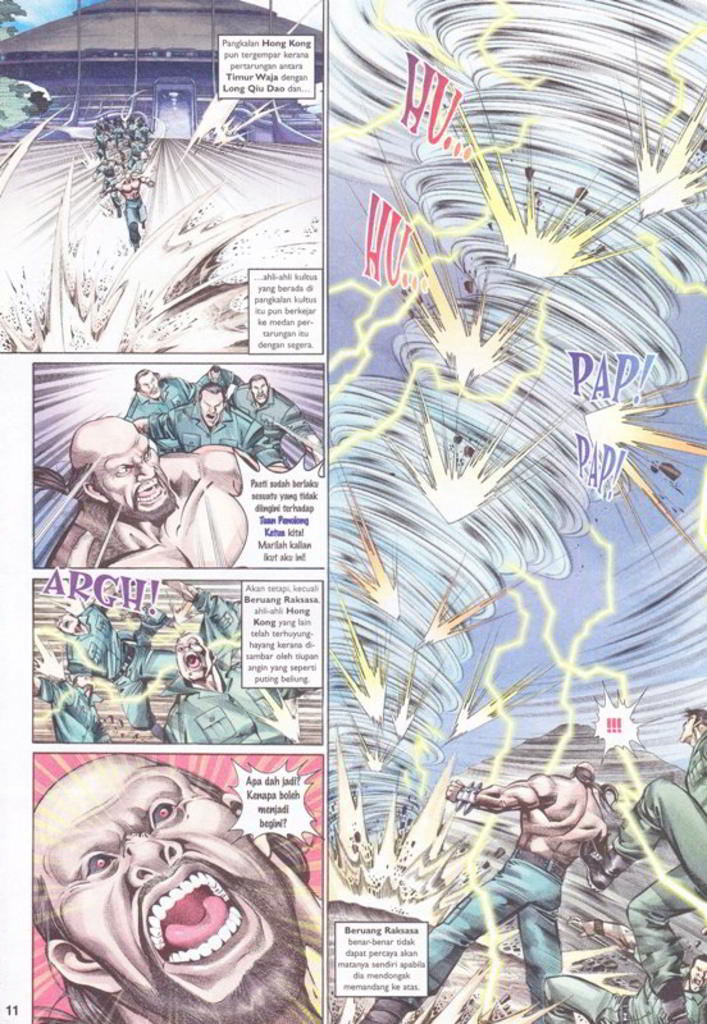 Pangkalan Hong Kong
pun tergempar kerana
pertarungan antara
Timur Waja dengan
Long Qiu Dao dan...
...ahli-ahli kultus
yang berada di
pangkalan kultus
itu pun berkejar
ke medan per-
tarungan itu
dengan segera.
Pasti sudah berlaku
sesuatu yang tidak
diingini terhadap
Tuan Penolong
Ketua kita!
Marilah kalian
ikut aku ini!
ARGH!
Akan tetapi, kecuali
Beruang Raksasa,
ahli-ahli Hong
Kong yang lain
telah terhuyung-
hayang kerana di-
sambar oleh tiupan
angin yang seperti
puting beliung.
Apa dah jadi?
Kenapa boleh
menjadi
begini?
HU...
HU...
PAP!
PAP!
!!!
Beruang Raksasa
benar-benar tidak
dapat percaya akan
matanya sendiri apabila
dia mendongak
memandang ke atas.
11